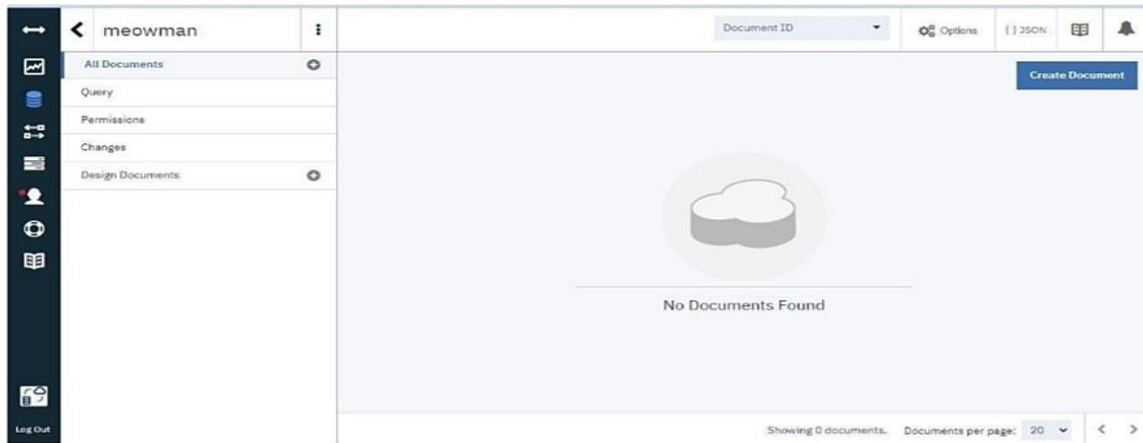 meowman
Document ID
Options
{ } JSON
All Documents
Create Document
Query
Permissions
Changes
Design Documents
No Documents Found
Log Out
Showing 0 documents. Documents per page: 20